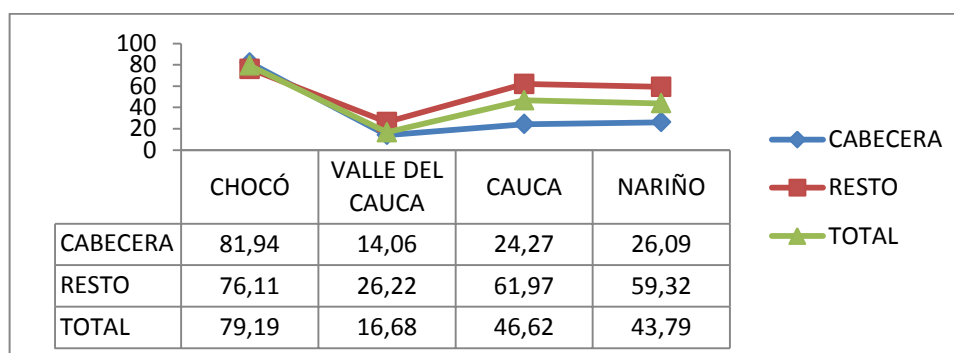 100
80
60
40
20
0
CHOCÓ VALLE DEL CAUCA CAUCA NARIÑO
CABECERA 81,94 14,06 24,27 26,09
RESTO 76,11 26,22 61,97 59,32
TOTAL 79,19 16,68 46,62 43,79
CABECERA
RESTO
TOTAL